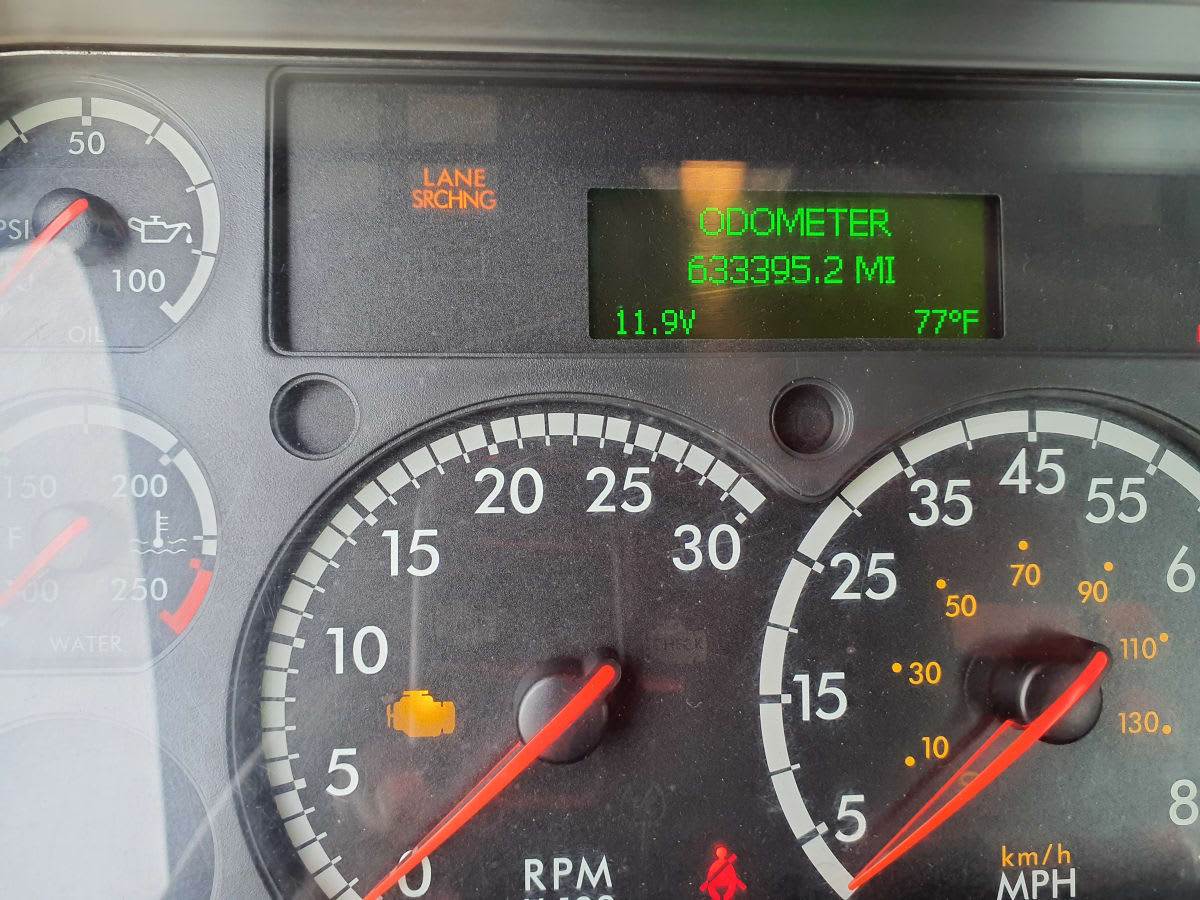 50
PSI
100
OIL
LANE
SRCHNG
ODOMETER
633395.2 MI
11.9V
77°F
150
200
F
250
WATER
0
5
10
15
20
25
30
RPM
5
15
25
35
45
55
10
30
50
70
90
110
130
km/h
MPH